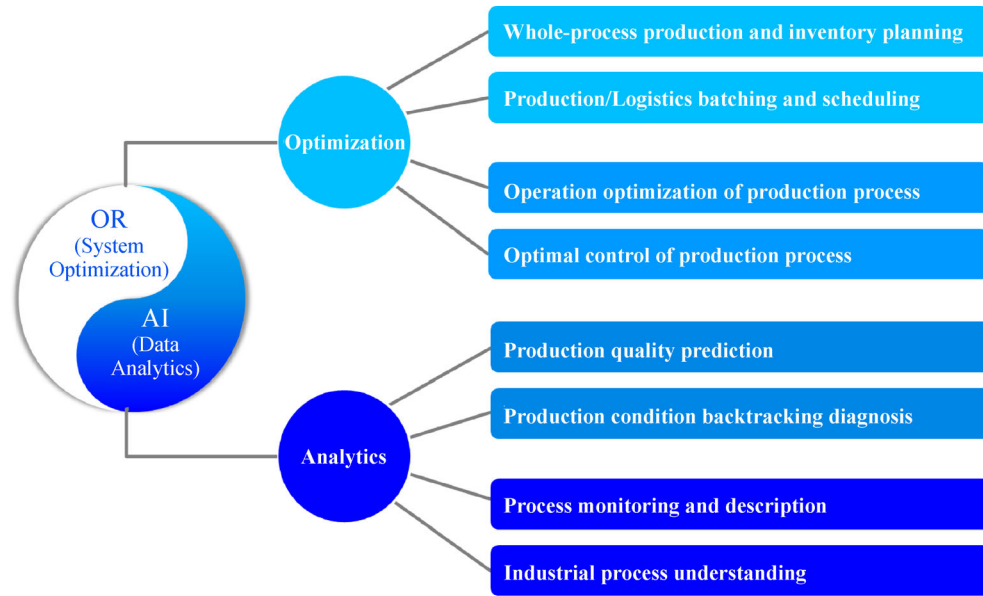 OR
(System
Optimization)
AI
(Data
Analytics)
Optimization
Whole-process production and inventory planning
Production/Logistics batching and scheduling
Operation optimization of production process
Optimal control of production process
Analytics
Production quality prediction
Production condition backtracking diagnosis
Process monitoring and description
Industrial process understanding